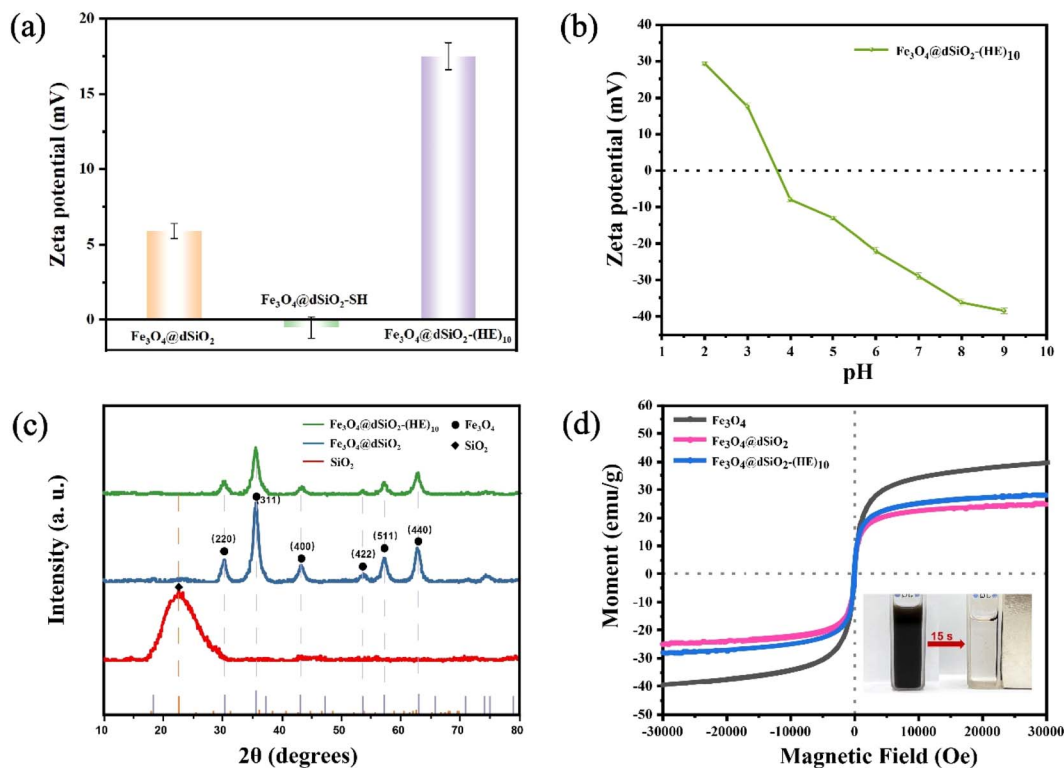 (a)
Zeta potential (mV)
20
15
10
5
0
Fe₃O₄@dSiO₂
Fe₃O₄@dSiO₂-SH
Fe₃O₄@dSiO₂-(HE)₁₀
(b)
Zeta potential (mV)
40
30
20
10
0
-10
-20
-30
-40
Fe₃O₄@dSiO₂-(HE)₁₀
1 2 3 4 5 6 7 8 9 10
pH
(c)
Intensity (a. u.)
Fe₃O₄@dSiO₂-(HE)₁₀
Fe₃O₄@dSiO₂
SiO₂
Fe₃O₄
SiO₂
(220)
(311)
(400)
(422)
(511)
(440)
10 20 30 40 50 60 70 80
2θ (degrees)
(d)
Moment (emu/g)
60
50
40
30
20
10
0
-10
-20
-30
-40
-50
Fe₃O₄
Fe₃O₄@dSiO₂
Fe₃O₄@dSiO₂-(HE)₁₀
15 s
-30000 -20000 -10000 0 10000 20000 30000
Magnetic Field (Oe)